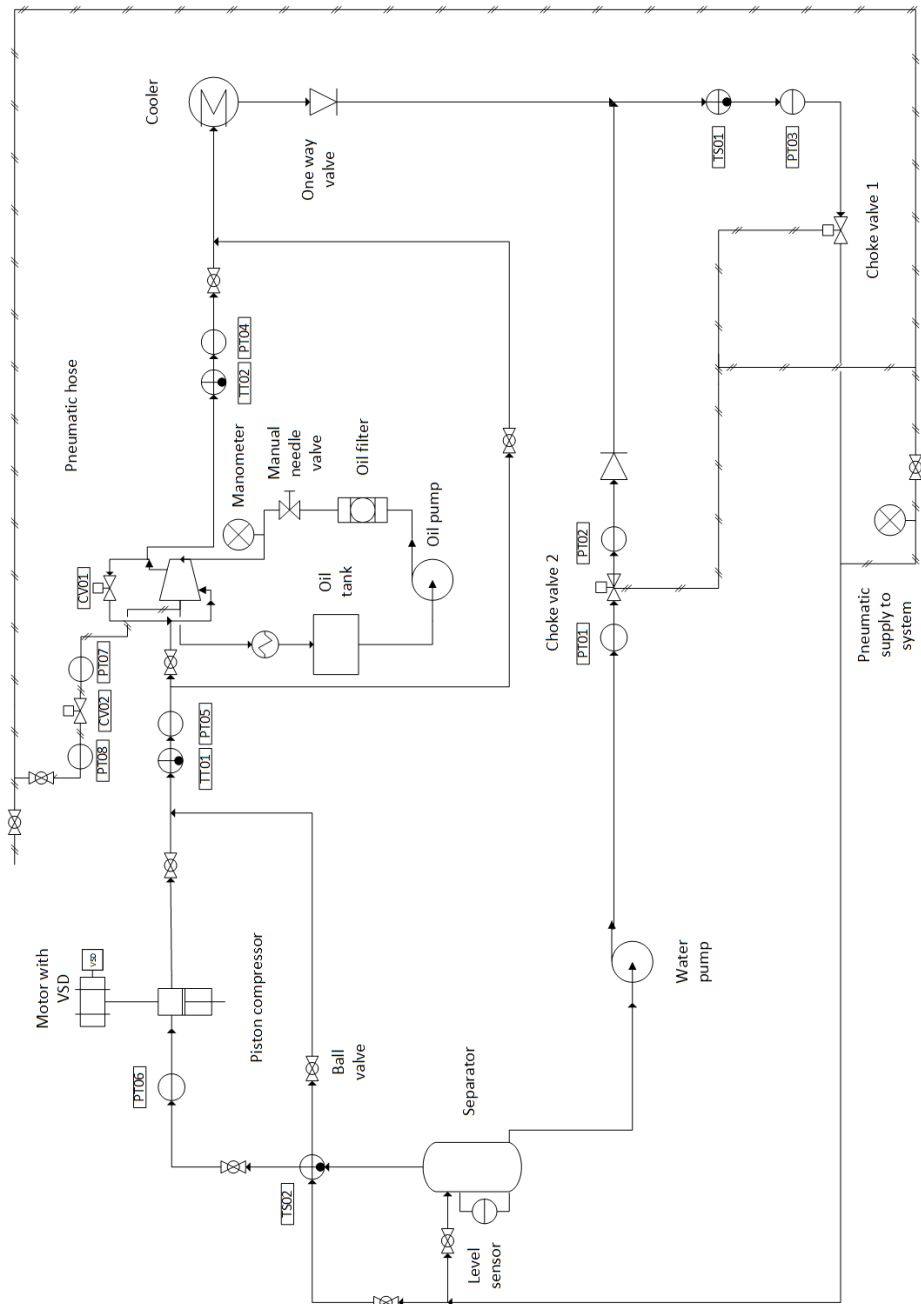 Motor with
VSD
VSD
PT06
Piston compressor
TS02
Ball
valve
Separator
Level
sensor
Water
pump
PT08
CV02
PT07
CV01
TT01
PT05
Pneumatic hose
Manometer
Manual
needle
valve
Oil filter
Oil pump
Oil
tank
TT02
PT04
Cooler
One way
valve
Choke valve 2
PT01
PT02
TS01
PT03
Choke valve 1
Pneumatic
supply to
system